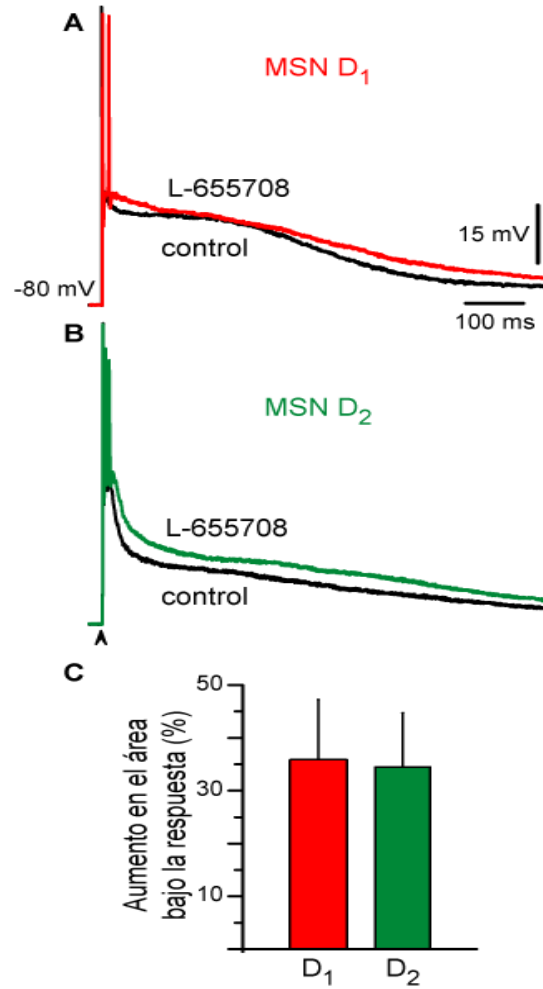 A
MSN D₁
L-655708
control
15 mV
-80 mV
100 ms
B
MSN D₂
L-655708
control
C
Aumento en el área
bajo la respuesta (%)
50
30
10
D₁ D₂